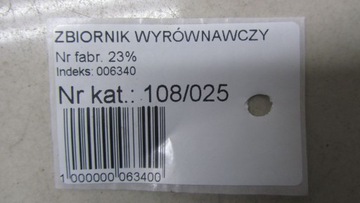 ZBIORNIK WYRÓWNAWCZY
Nr fabr. 23%
Indeks: 006340
Nr kat.: 108/025
1 000000 063400